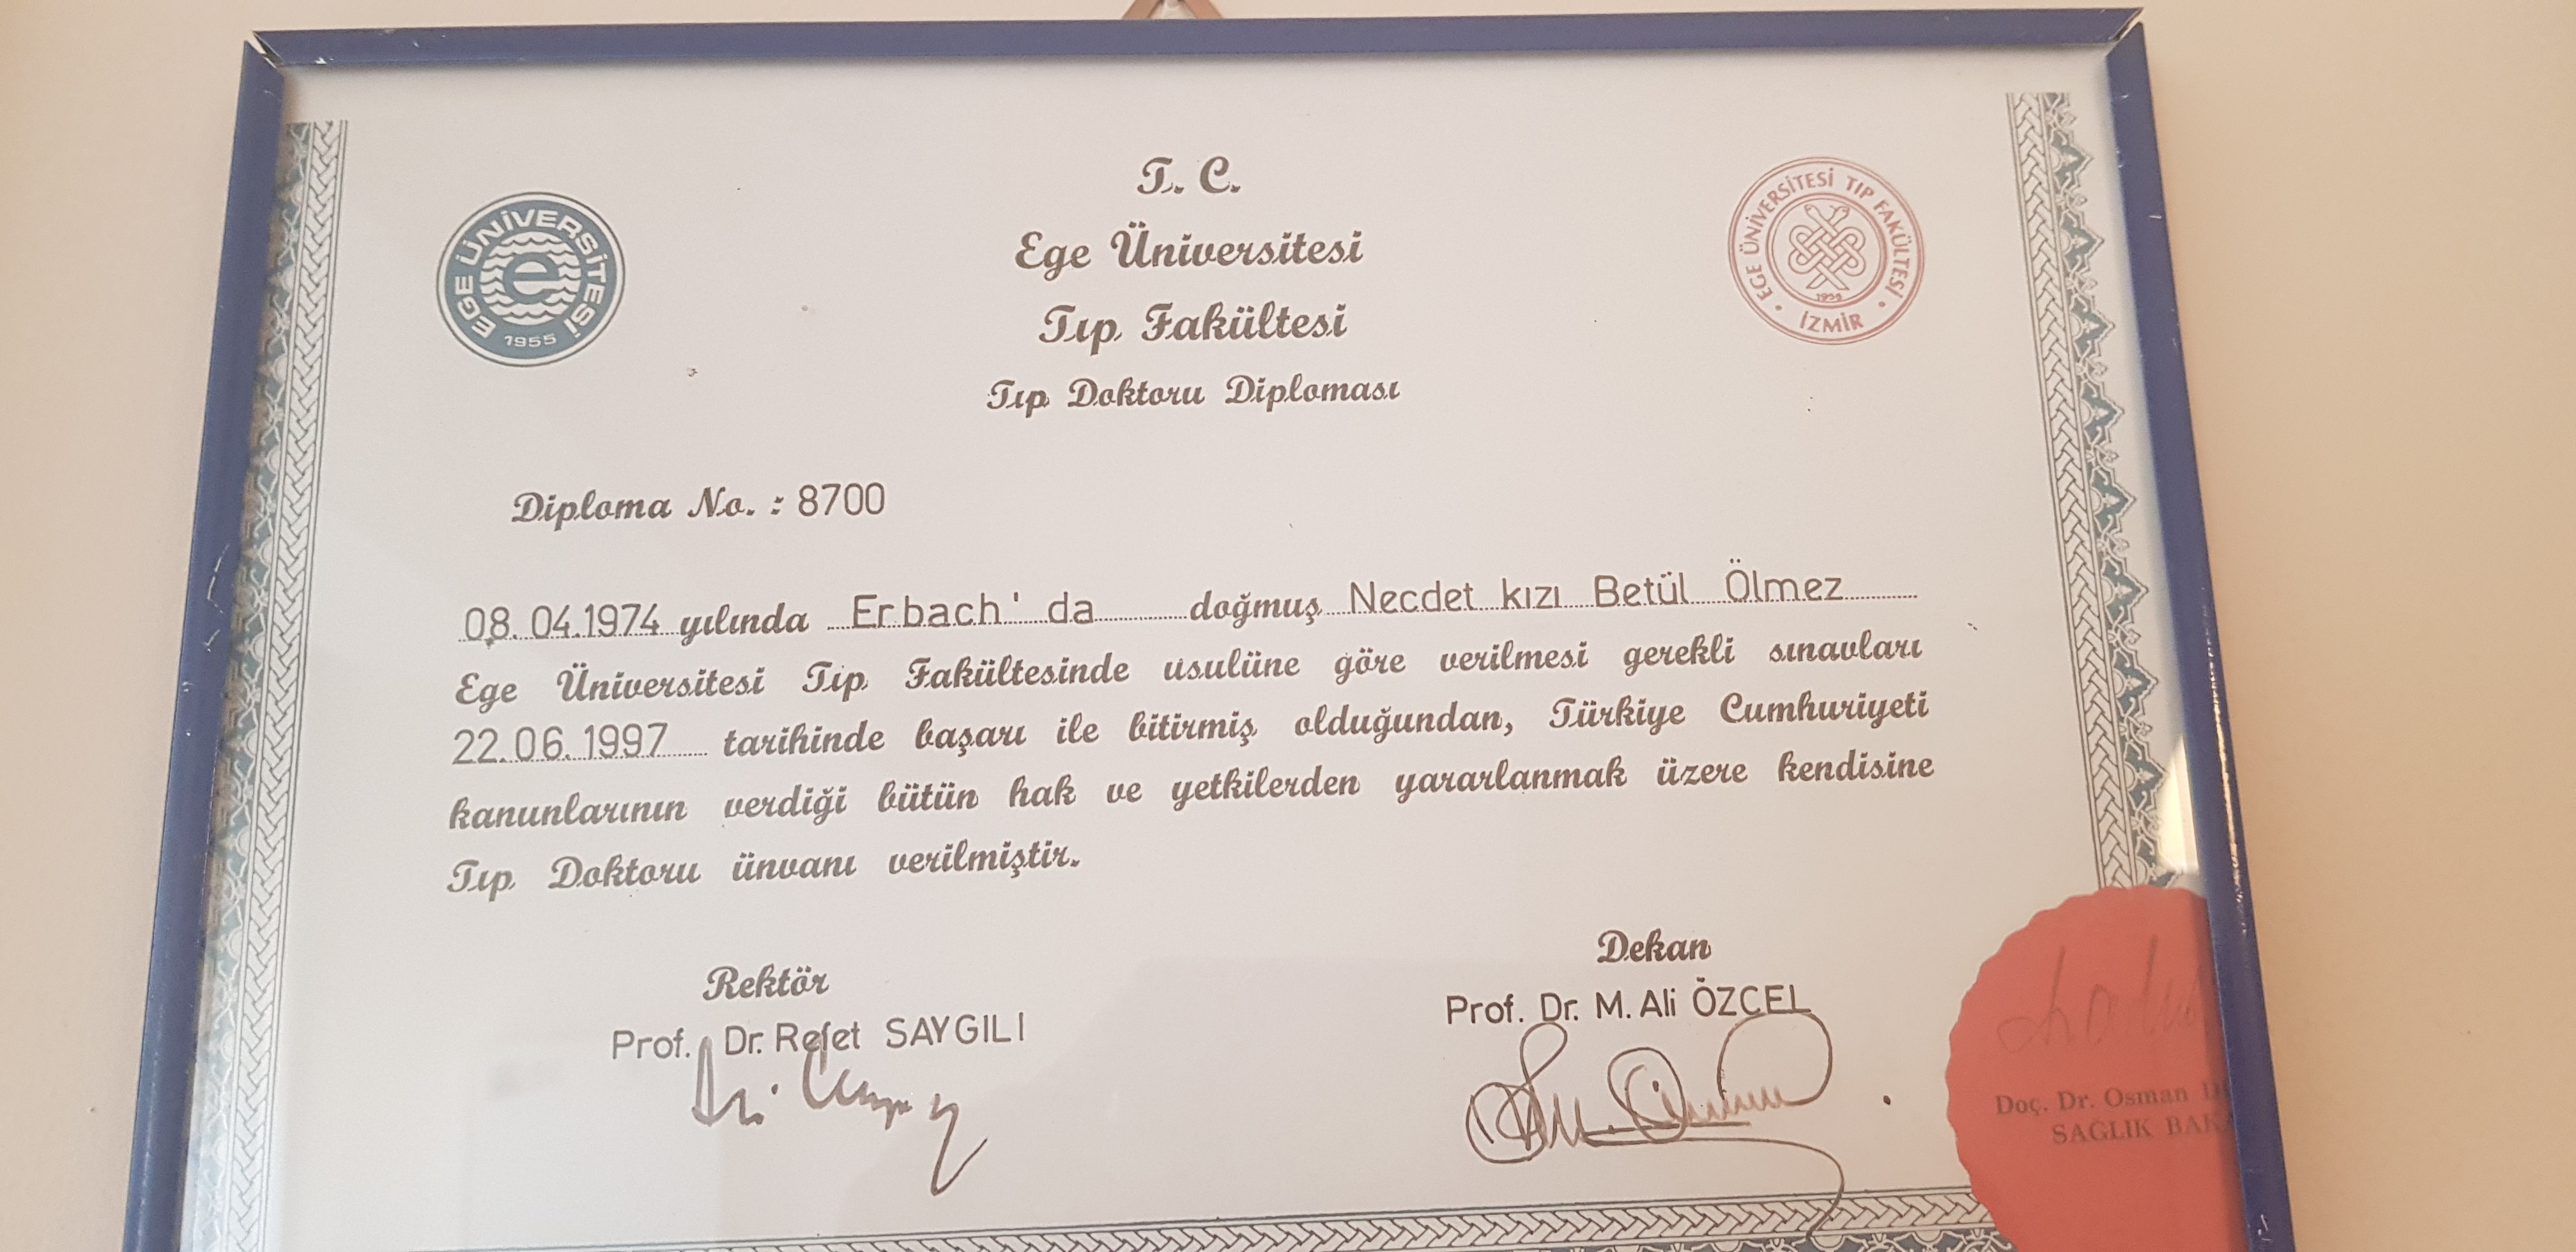 T. C.
Ege Üniversitesi
Tıp Fakültesi
Tıp Doktoru Diploması
EGE ÜNİVERSİTESİ
e
1955
EGE ÜNİVERSİTESİ TIP FAKÜLTESİ
1955
İZMİR
Diploma No. : 8700
08.04.1974 yılında Erbach' da doğmuş Necdet kızı Betül Ölmez
Ege Üniversitesi Tıp Fakültesinde usulüne göre verilmesi gerekli sınavları
22.06.1997 tarihinde başarı ile bitirmiş olduğundan, Türkiye Cumhuriyeti
kanunlarının verdiği bütün hak ve yetkilerden yararlanmak üzere kendisine
Tıp Doktoru ünvanı verilmiştir.
Rektör
Prof. Dr. Refet SAYGILI
Dekan
Prof. Dr. M. Ali ÖZCEL
Doç. Dr. Osman
SAĞLIK